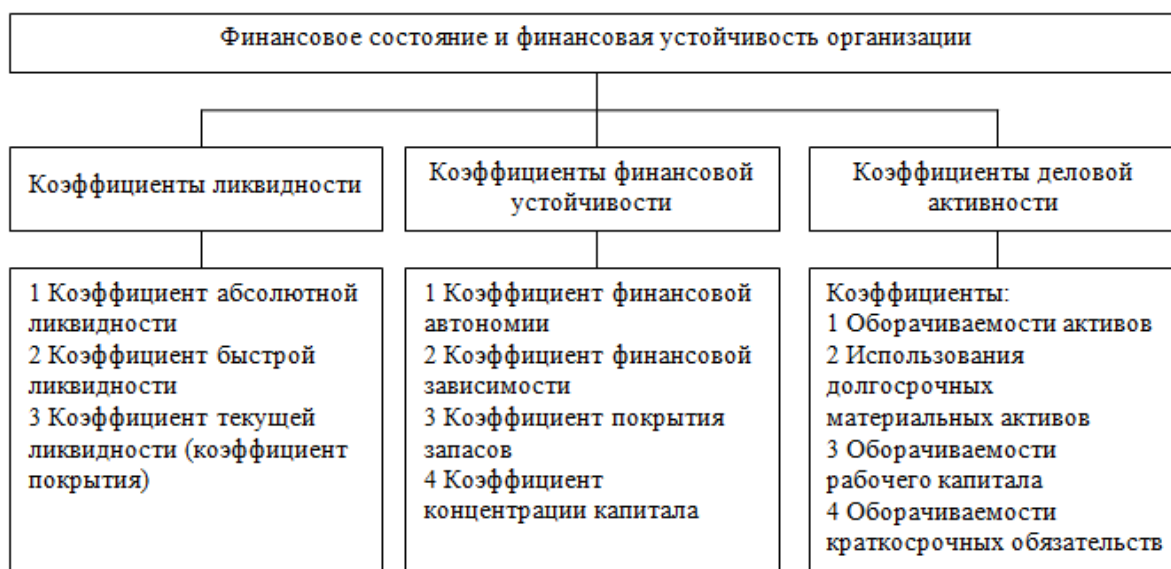 Финансовое состояние и финансовая устойчивость организации
Коэффициенты ликвидности
Коэффициенты финансовой
устойчивости
Коэффициенты деловой
активности
1 Коэффициент абсолютной
ликвидности
2 Коэффициент быстрой
ликвидности
3 Коэффициент текущей
ликвидности (коэффициент
покрытия)
1 Коэффициент финансовой
автономии
2 Коэффициент финансовой
зависимости
3 Коэффициент покрытия
запасов
4 Коэффициент
концентрации капитала
Коэффициенты:
1 Оборачиваемости активов
2 Использования
долгосрочных
материальных активов
3 Оборачиваемости
рабочего капитала
4 Оборачиваемости
краткосрочных обязательств